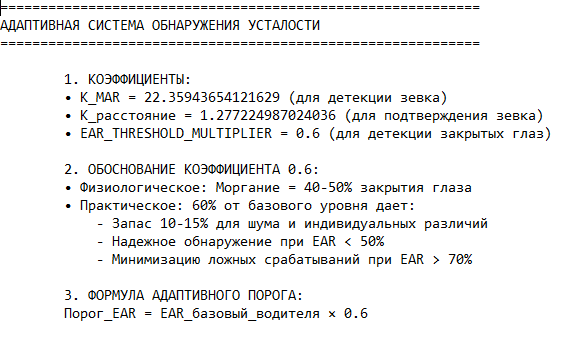 ============================================================
АДАПТИВНАЯ СИСТЕМА ОБНАРУЖЕНИЯ УСТАЛОСТИ
============================================================
1. КОЭФФИЦИЕНТЫ:
• K_MAR = 22.35943654121629 (для детекции зевка)
• K_расстояние = 1.277224987024036 (для подтверждения зевка)
• EAR_THRESHOLD_MULTIPLIER = 0.6 (для детекции закрытых глаз)
2. ОБОСНОВАНИЕ КОЭФФИЦИЕНТА 0.6:
• Физиологическое: Моргание = 40-50% закрытия глаза
• Практическое: 60% от базового уровня дает:
- Запас 10-15% для шума и индивидуальных различий
- Надежное обнаружение при EAR < 50%
- Минимизацию ложных срабатываний при EAR > 70%
3. ФОРМУЛА АДАПТИВНОГО ПОРОГА:
Порог_EAR = EAR_базовый_водителя × 0.6